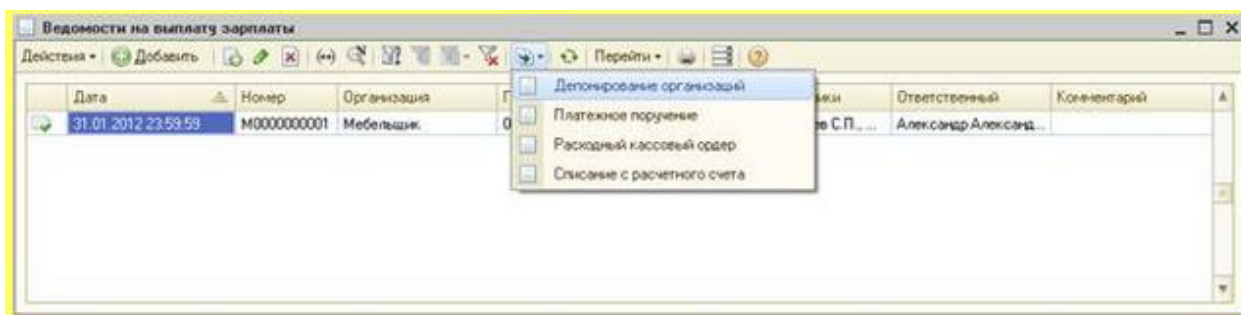 Ведомости на выплату зарплаты
Действия Добавить Перейти
Дата Номер Организация Ответственный Комментарий
31.01.2012 23:59:59 М0000000001 Мебельщик С.П., ... Александр Александ...
Депонирование организаций
Платежное поручение
Расходный кассовый ордер
Списание с расчетного счета